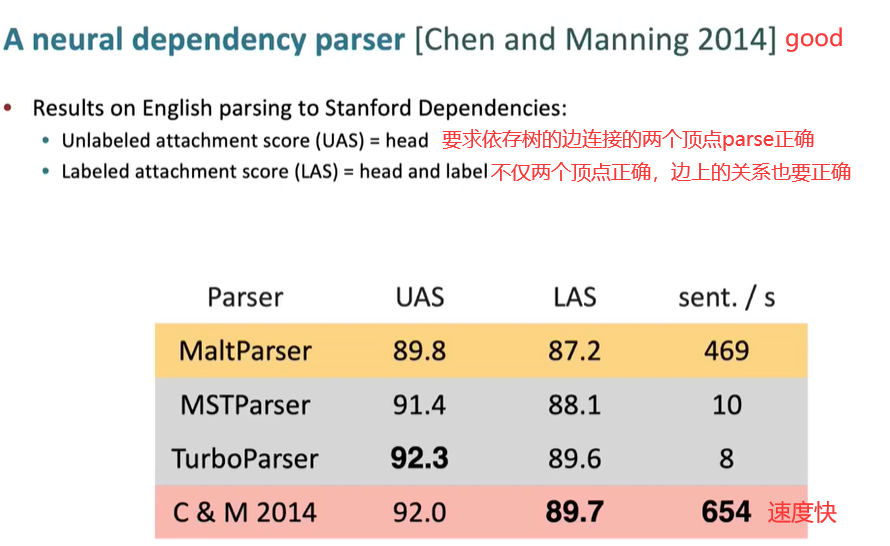 A neural dependency parser [Chen and Manning 2014] good
• Results on English parsing to Stanford Dependencies:
• Unlabeled attachment score (UAS) = head 要求依存树的边连接的两个顶点parse正确
• Labeled attachment score (LAS) = head and label 不仅两个顶点正确，边上的关系也要正确
Parser UAS LAS sent. / s
MaltParser 89.8 87.2 469
MSTParser 91.4 88.1 10
TurboParser 92.3 89.6 8
C & M 2014 92.0 89.7 654 速度快